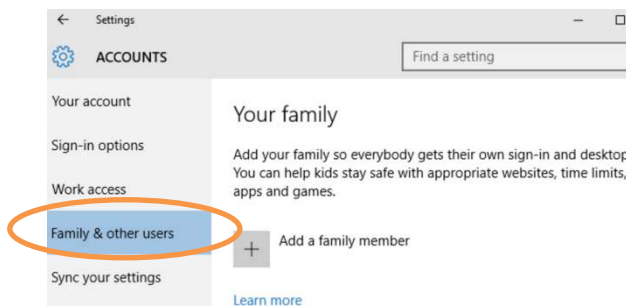 Settings
ACCOUNTS
Find a setting
Your account
Sign-in options
Work access
Family & other users
Sync your settings
Your family
Add your family so everybody gets their own sign-in and desktop
You can help kids stay safe with appropriate websites, time limits,
apps and games.
Add a family member
Learn more